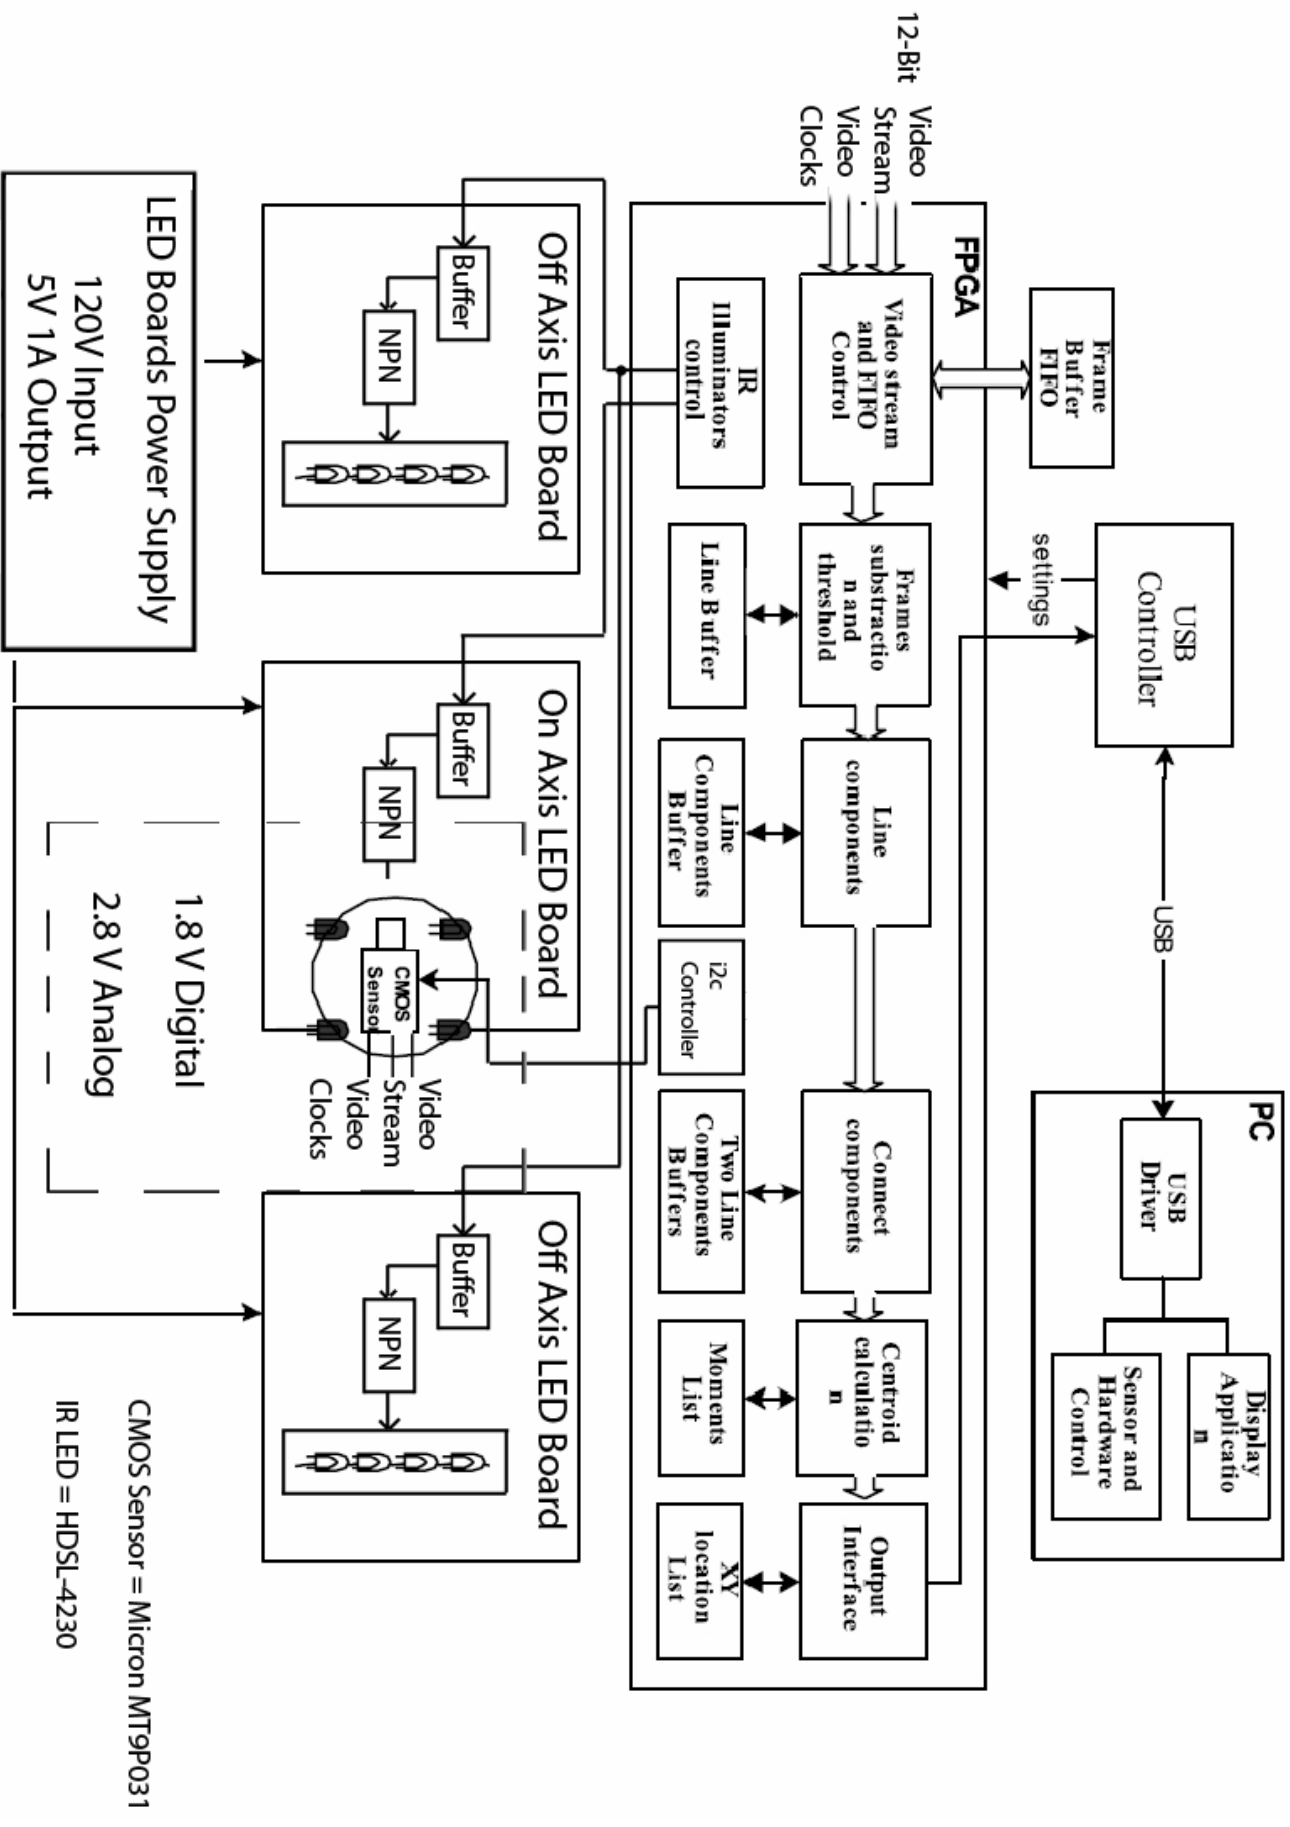 PC
USB
Driver
Display
Applicatio
n
Sensor and
Hardware
Control
USB
USB
Controller
settings
Frame
Buffer
FIFO
FPGA
12-Bit
Video
Stream
Video
Clocks
Video stream
and FIFO
Control
Frames
substractio
n and
threshold
Line
components
Connect
components
Centroid
calculatio
n
Output
Interface
IR
Illuminators
control
Line Buffer
Line
Components
Buffer
i2c
Controller
Two Line
Components
Buffers
Moments
List
XY
location
List
Off Axis LED Board
Buffer
NPN
On Axis LED Board
Buffer
NPN
CMOS
Sensor
Video
Stream
Video
Clocks
1.8 V Digital
2.8 V Analog
Off Axis LED Board
Buffer
NPN
LED Boards Power Supply
120V Input
5V 1A Output
CMOS Sensor = Micron MT9P031
IR LED = HDSL-4230